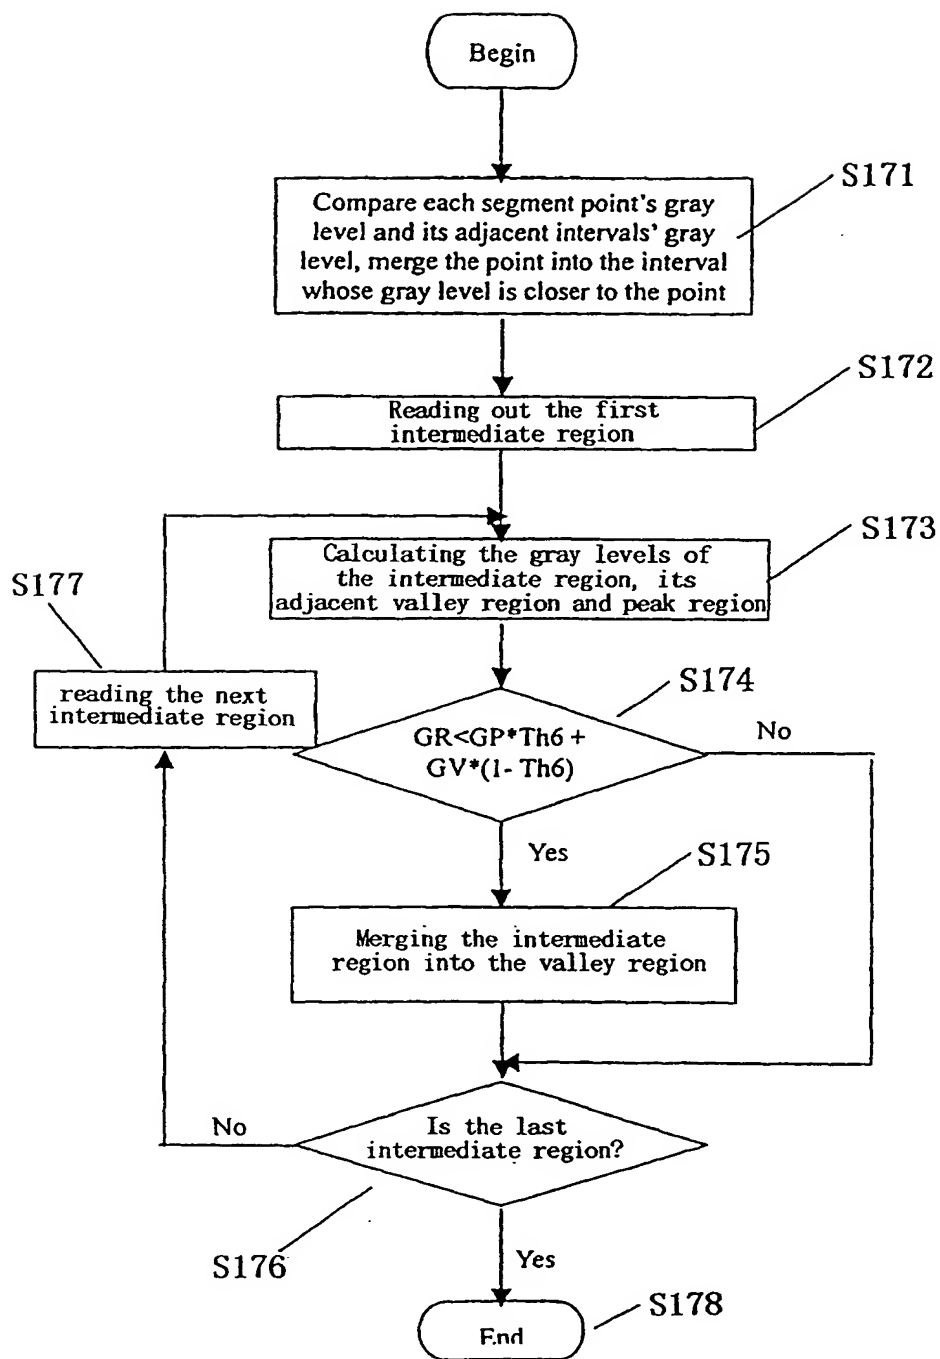 Begin
S171
Compare each segment point's gray
level and its adjacent intervals' gray
level, merge the point into the interval
whose gray level is closer to the point
S172
Reading out the first
intermediate region
S173
Calculating the gray levels of
the intermediate region, its
adjacent valley region and peak region
S177
reading the next
intermediate region
S174
GR<GP*Th6 +
GV*(1- Th6)
No
Yes
S175
Merging the intermediate
region into the valley region
No
Is the last
intermediate region?
S176
Yes
S178
End